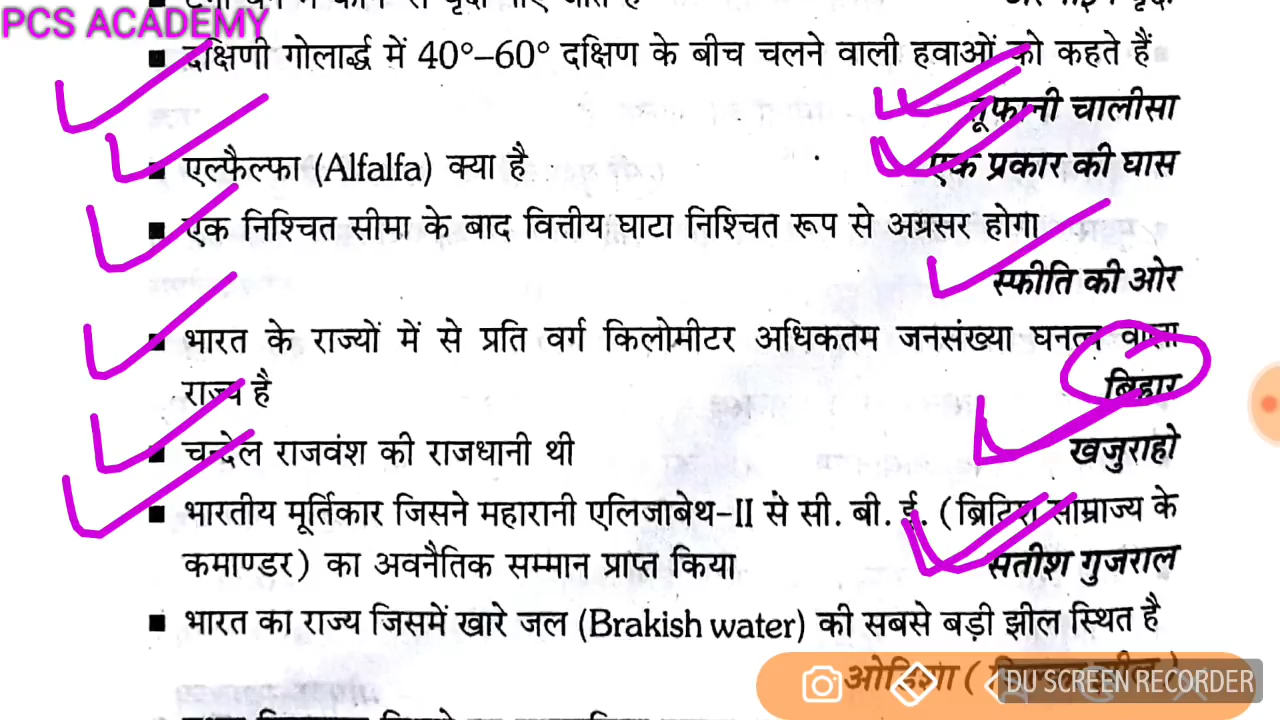 PCS ACADEMY
■ दक्षिणी गोलार्द्ध में 40°–60° दक्षिण के बीच चलने वाली हवाओं को कहते हैं
तूफानी चालीसा
■ एल्फैल्फा (Alfalfa) क्या है एक प्रकार की घास
■ एक निश्चित सीमा के बाद वित्तीय घाटा निश्चित रूप से अग्रसर होगा
स्फीति की ओर
■ भारत के राज्यों में से प्रति वर्ग किलोमीटर अधिकतम जनसंख्या घनत्व वाला
राज्य है बिहार
■ चन्देल राजवंश की राजधानी थी खजुराहो
■ भारतीय मूर्तिकार जिसने महारानी एलिजाबेथ–II से सी. बी. ई. (ब्रिटिश साम्राज्य के
कमाण्डर) का अवनैतिक सम्मान प्राप्त किया सतीश गुजराल
■ भारत का राज्य जिसमें खारे जल (Brakish water) की सबसे बड़ी झील स्थित है
ओडिशा (
DU SCREEN RECORDER